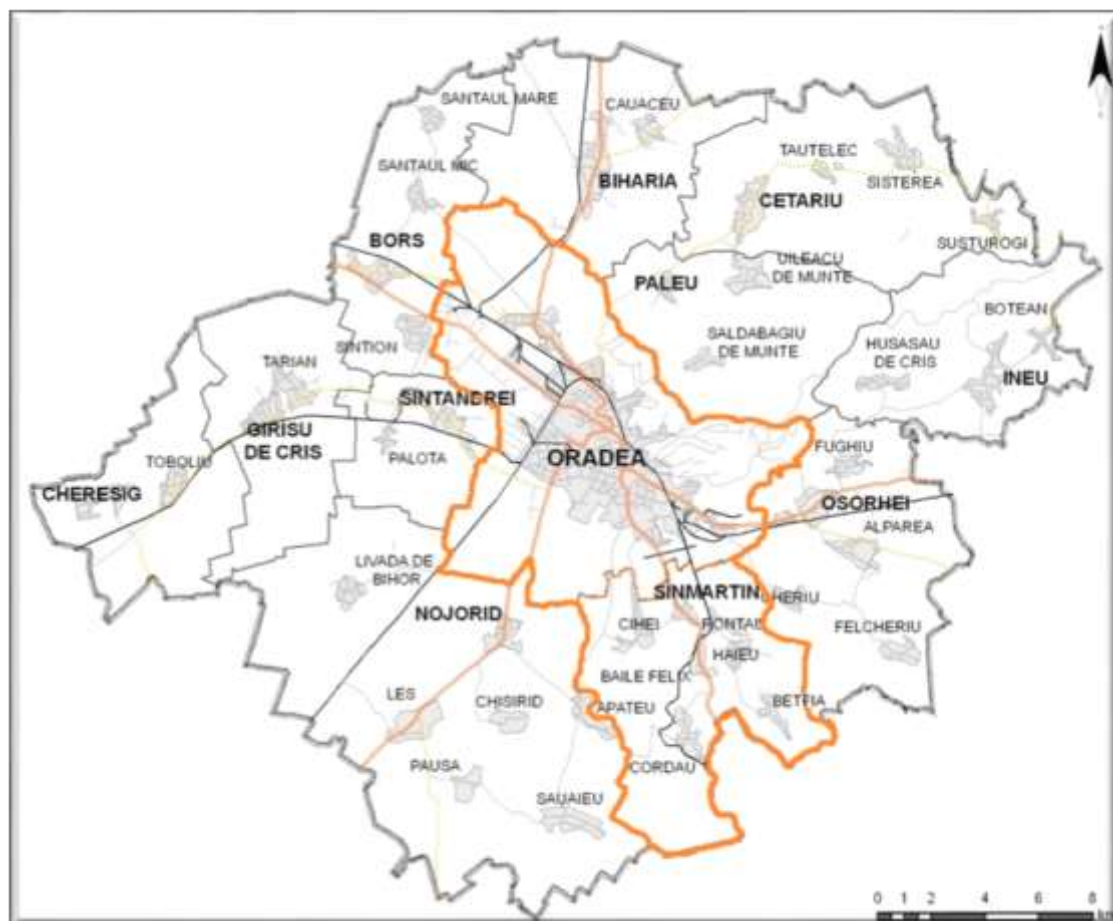 SANTAUL MARE
CAUACEU
SANTAUL MIC
TAUTELEC
SISTEREA
BIHARIA
CETARIU
BORS
SUSTUROGI
UILEACU
DE MUNTE
PALEU
BOTEAN
SINTION
SALDABAGIU
DE MUNTE
HUSASAU
DE CRIS
INEU
TARIAN
SINTANDREI
GIRISU
DE CRIS
PALOTA
ORADEA
FUGHIU
TOBOLIU
CHERESIG
OSORHEI
ALPAREA
LIVADA DE
BIHOR
SINMARTIN
CHERIU
NOJORID
CIHEI
RONTAU
FELCHERIU
HAIEU
BAILE FELIX
LES
CHISIRID
APATEU
BETFIA
PAUSA
CORDAU
SAUAIEU
0 1 2 4 6 8